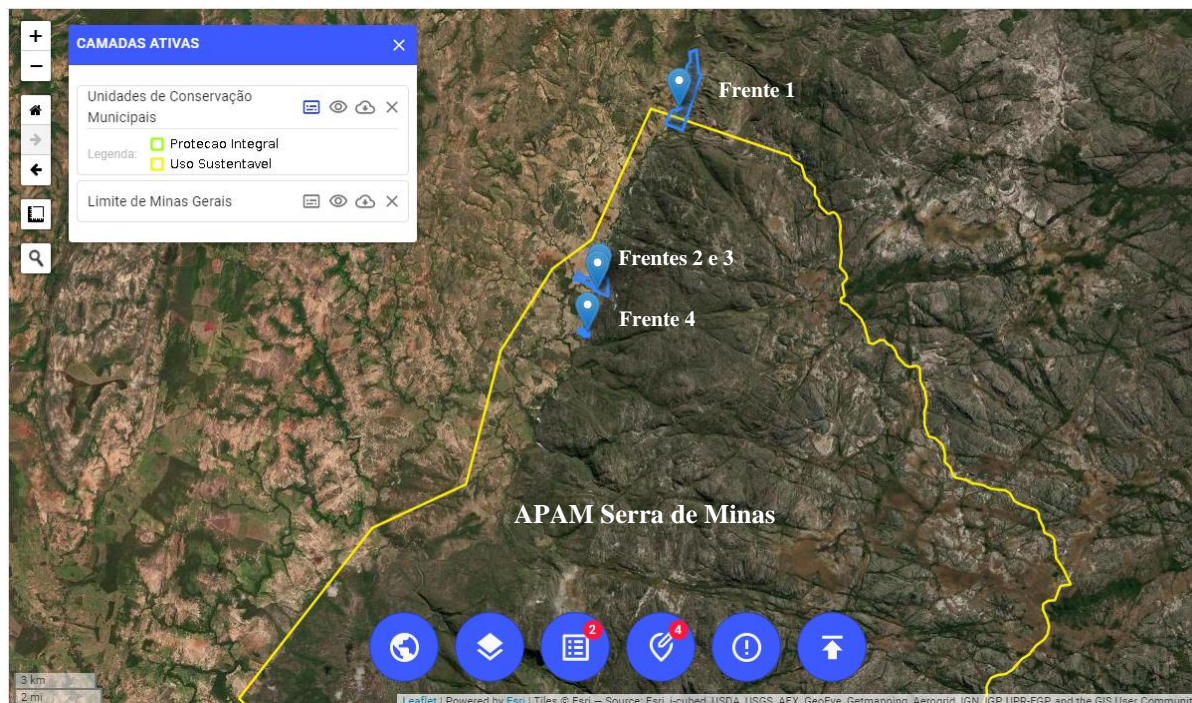 +
CAMADAS ATIVAS
−
Unidades de Conservação
Municipais
Legenda:
Protecao Integral
Uso Sustentavel
Limite de Minas Gerais
Frente 1
Frentes 2 e 3
Frente 4
APAM Serra de Minas
2
4
3 km
2 mi
Leaflet | Powered by Esri | Tiles © Esri — Source: Esri, i-cubed, USDA, USGS, AEX, GeoEye, Getmapping, Aerogrid, IGN, IGP, UPR-EGP, and the GIS User Communit